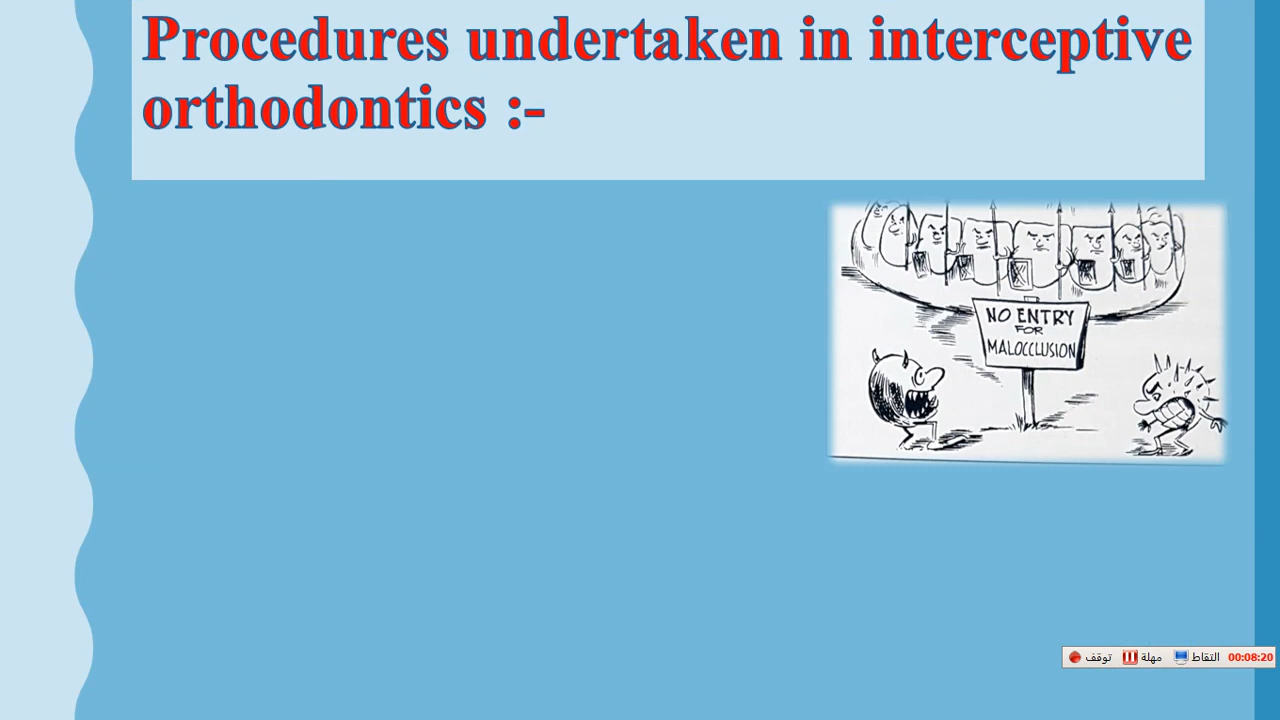 Procedures undertaken in interceptive
orthodontics :-
NO ENTRY
FOR
MALOCCLUSION
توقف مهلة التقاط 00:08:20